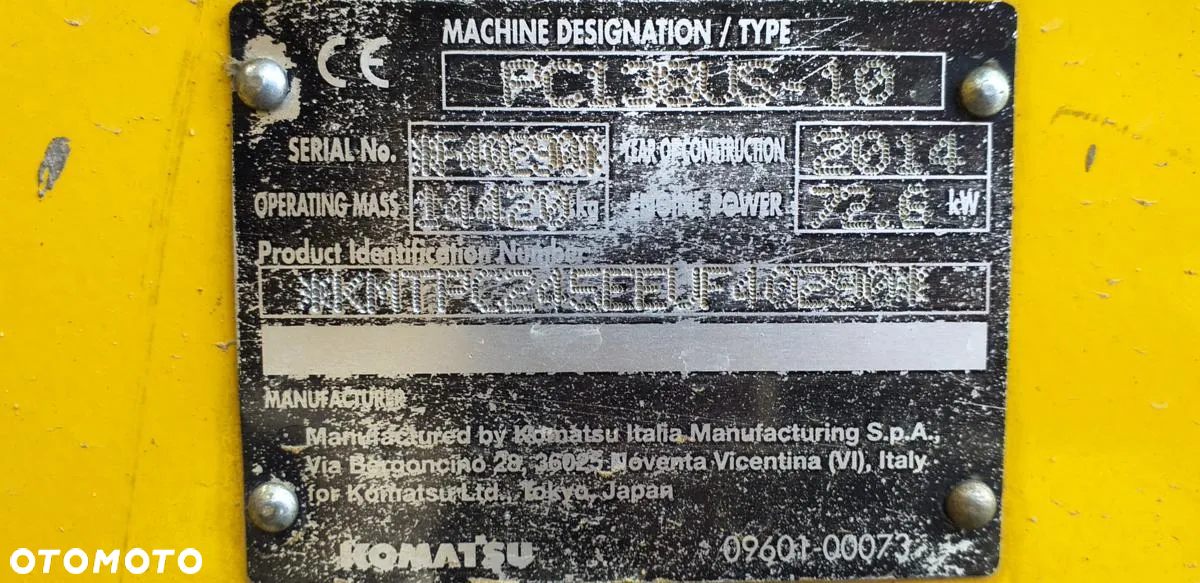 CE
MACHINE DESIGNATION / TYPE
PC138US-10
SERIAL No. F40290 YEAR OF CONSTRUCTION 2014
OPERATING MASS 14420 kg ENGINE POWER 72.6 kW
Product Identification Number
MANUFACTURER
Manufactured by Komatsu Italia Manufacturing S.p.A.,
Via Bergoncino 28, 36025 Noventa Vicentina (VI), Italy
for Komatsu Ltd., Tokyo, Japan
KOMATSU
09601 00073
OTOMOTO